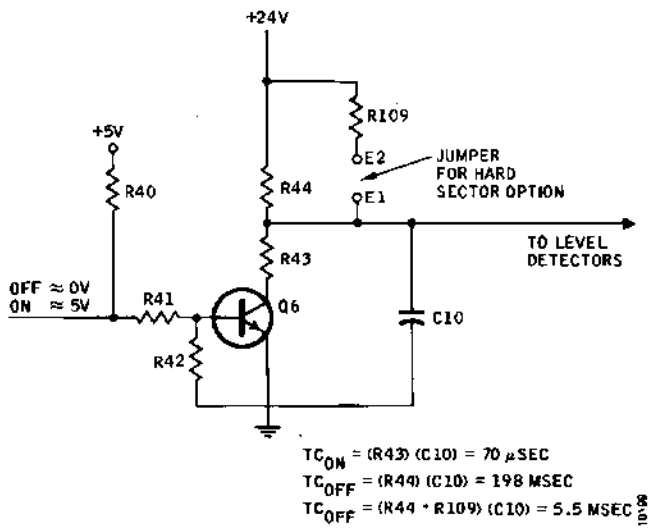 +24V
R109
+5V
E2
JUMPER
FOR HARD
SECTOR OPTION
R40
R44
E1
TO LEVEL
DETECTORS
R43
OFF ≈ 0V
ON ≈ 5V
R41
Q6
C10
R42
TC_ON = (R43) (C10) = 70 μSEC
TC_OFF = (R44) (C10) = 198 MSEC
TC_OFF = (R44 + R109) (C10) = 5.5 MSEC